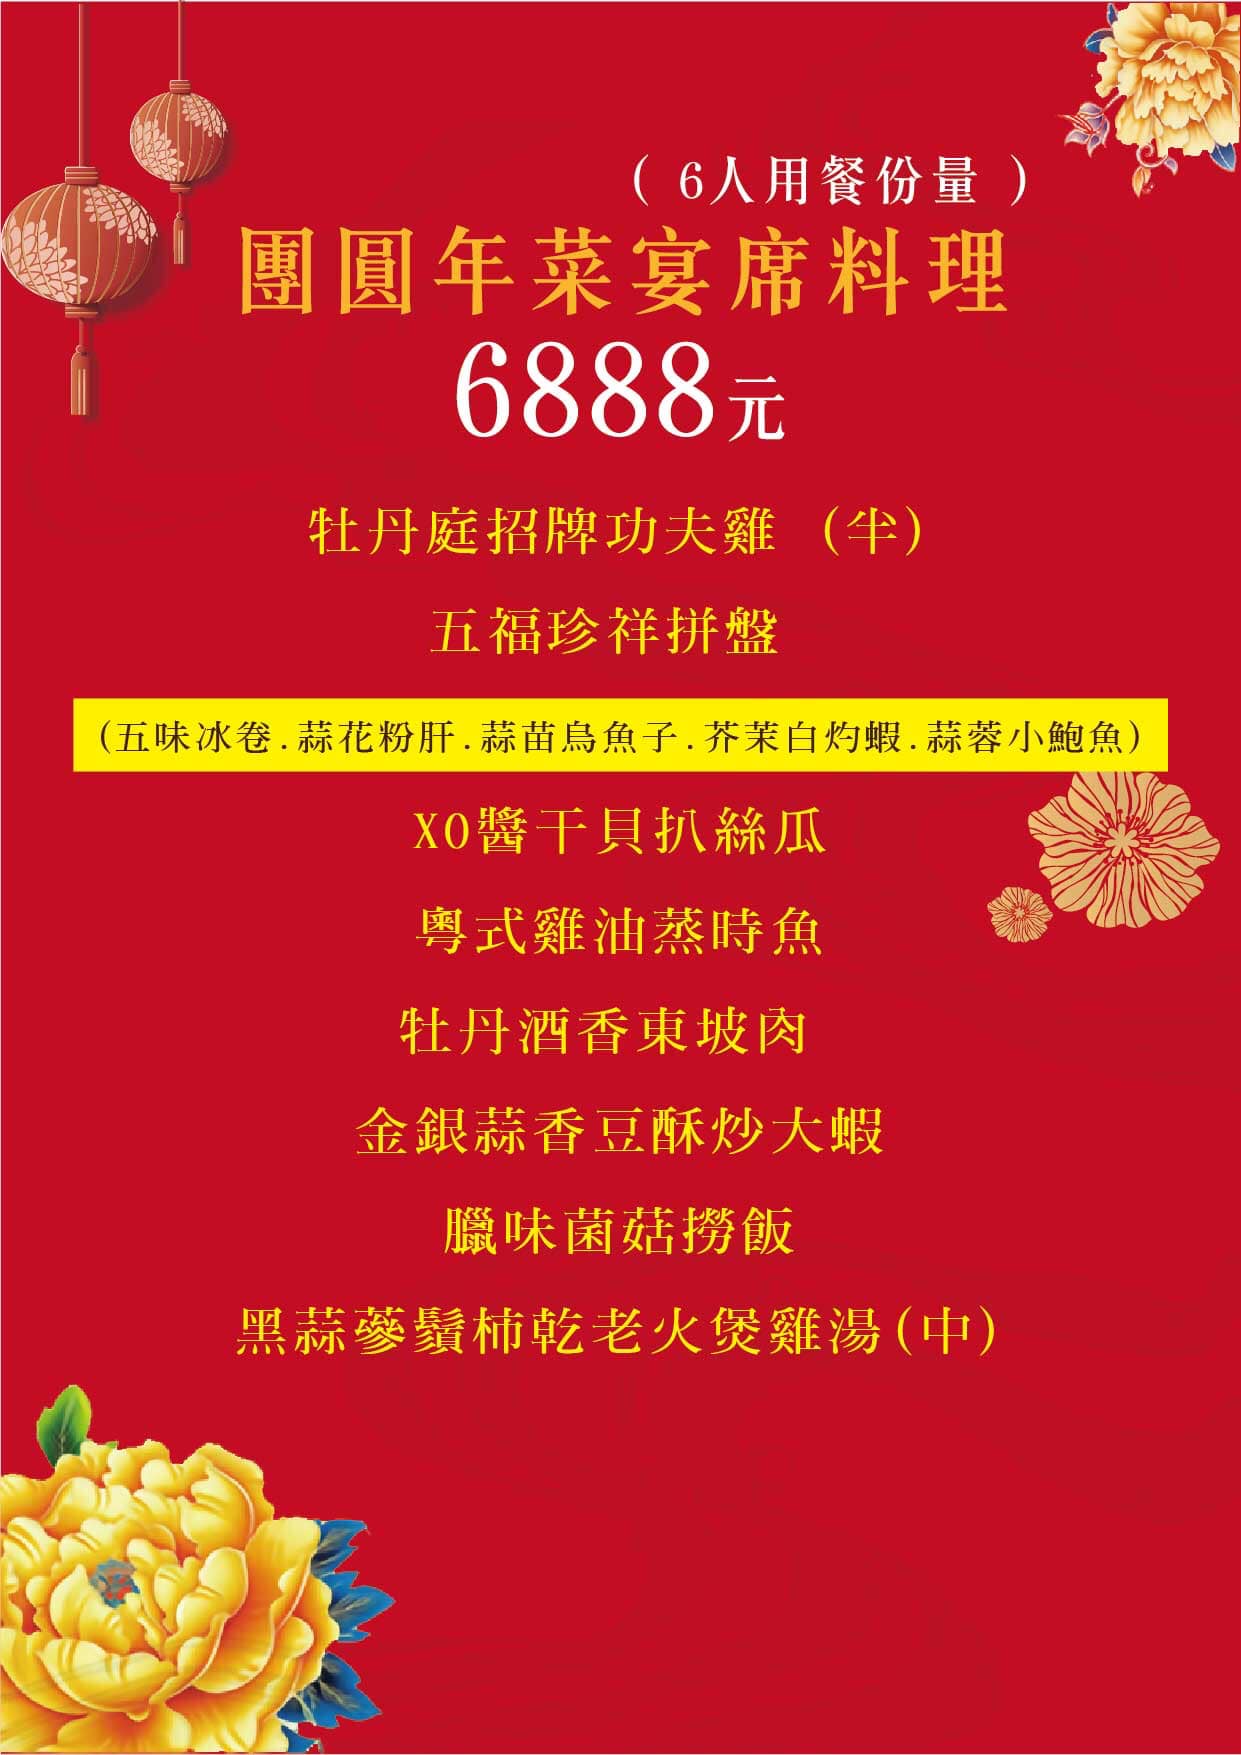 ( 6人用餐份量 )
團圓年菜宴席料理
6888元
牡丹庭招牌功夫雞 (半)
五福珍祥拼盤
(五味冰卷.蒜花粉肝.蒜苗烏魚子.芥茉白灼蝦.蒜蓉小鮑魚)
XO醬干貝扒絲瓜
粵式雞油蒸時魚
牡丹酒香東坡肉
金銀蒜香豆酥炒大蝦
臘味菌菇撈飯
黑蒜蔘鬚柿乾老火煲雞湯(中)